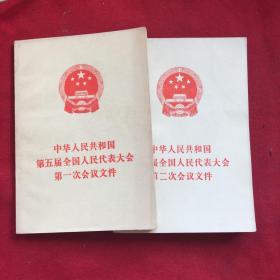 中华人民共和国
第五届全国人民代表大会
第一次会议文件
中华人民共和国
届全国人民代表大会
二次会议文件